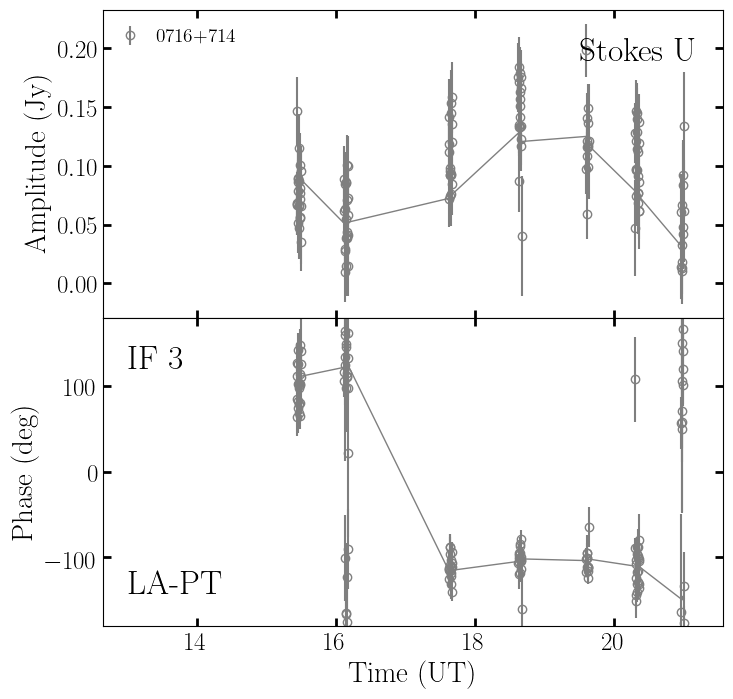 0716+714
Stokes U
0.20
0.15
0.10
0.05
0.00
Amplitude (Jy)
IF 3
100
0
−100
Phase (deg)
LA-PT
14 16 18 20
Time (UT)